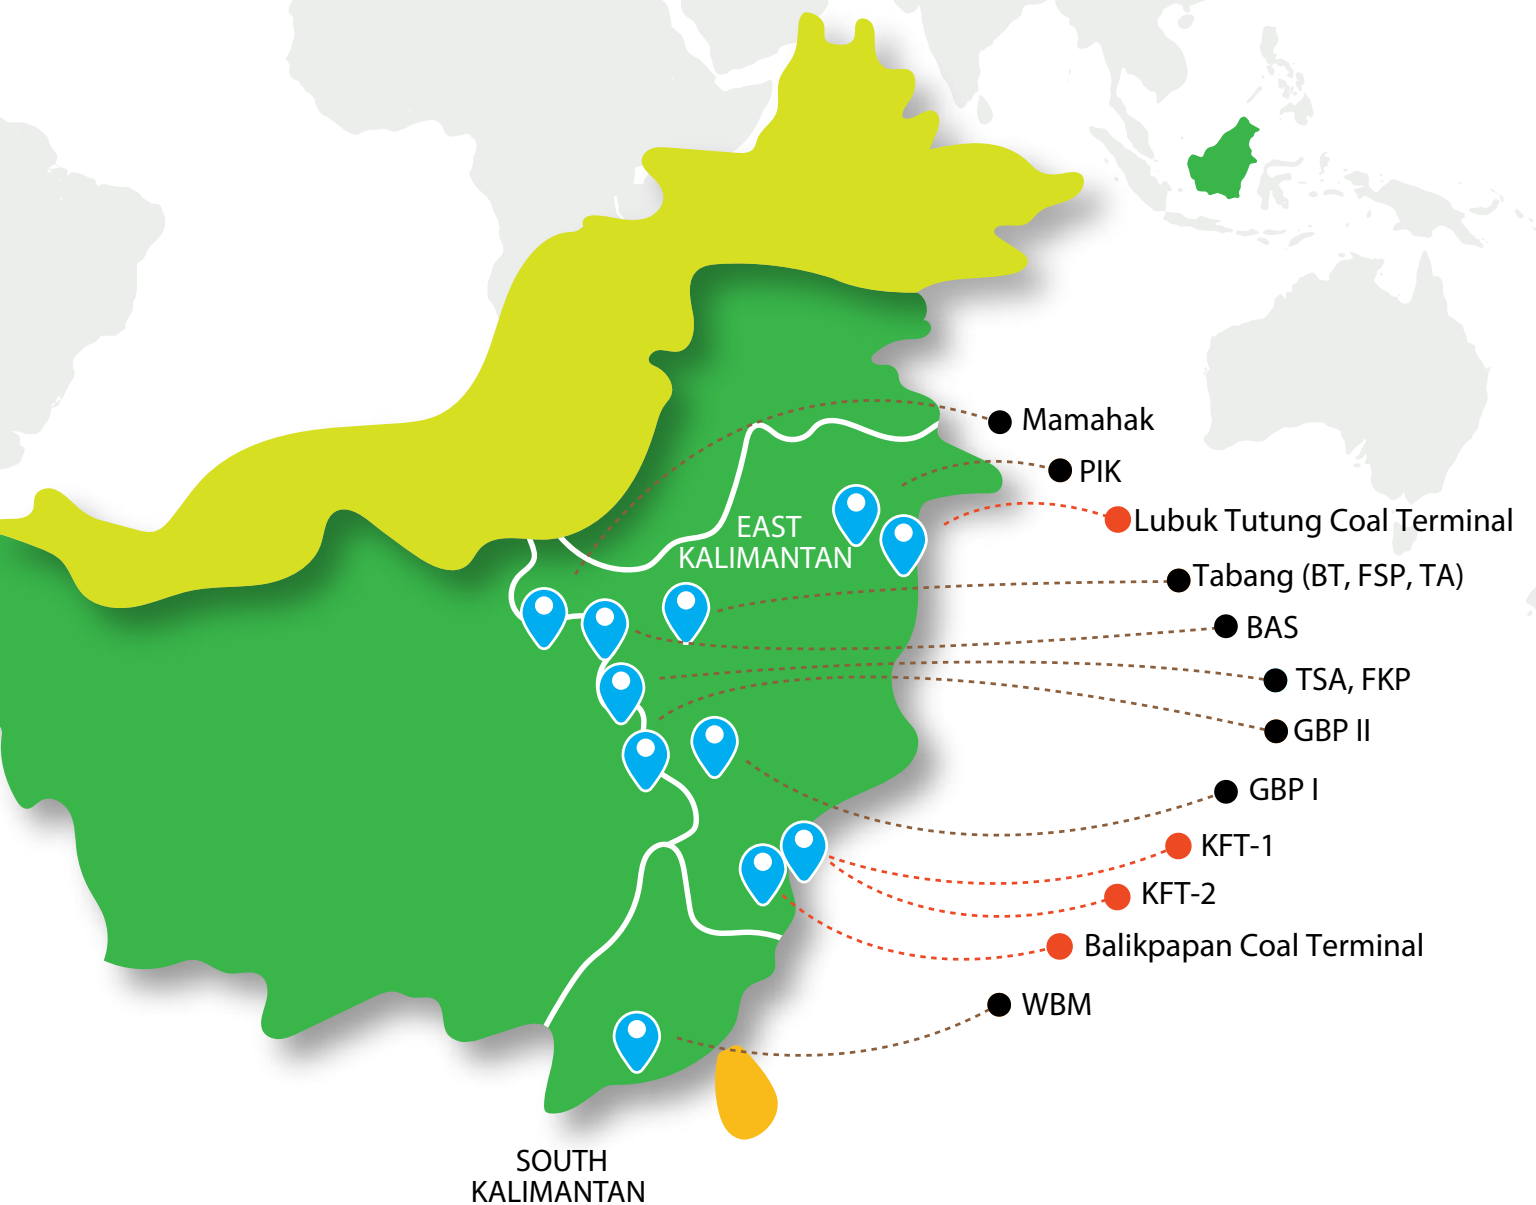 Mamahak
PIK
EAST
KALIMANTAN
Lubuk Tutung Coal Terminal
Tabang (BT, FSP, TA)
BAS
TSA, FKP
GBP II
GBP I
KFT-1
KFT-2
Balikpapan Coal Terminal
WBM
SOUTH
KALIMANTAN